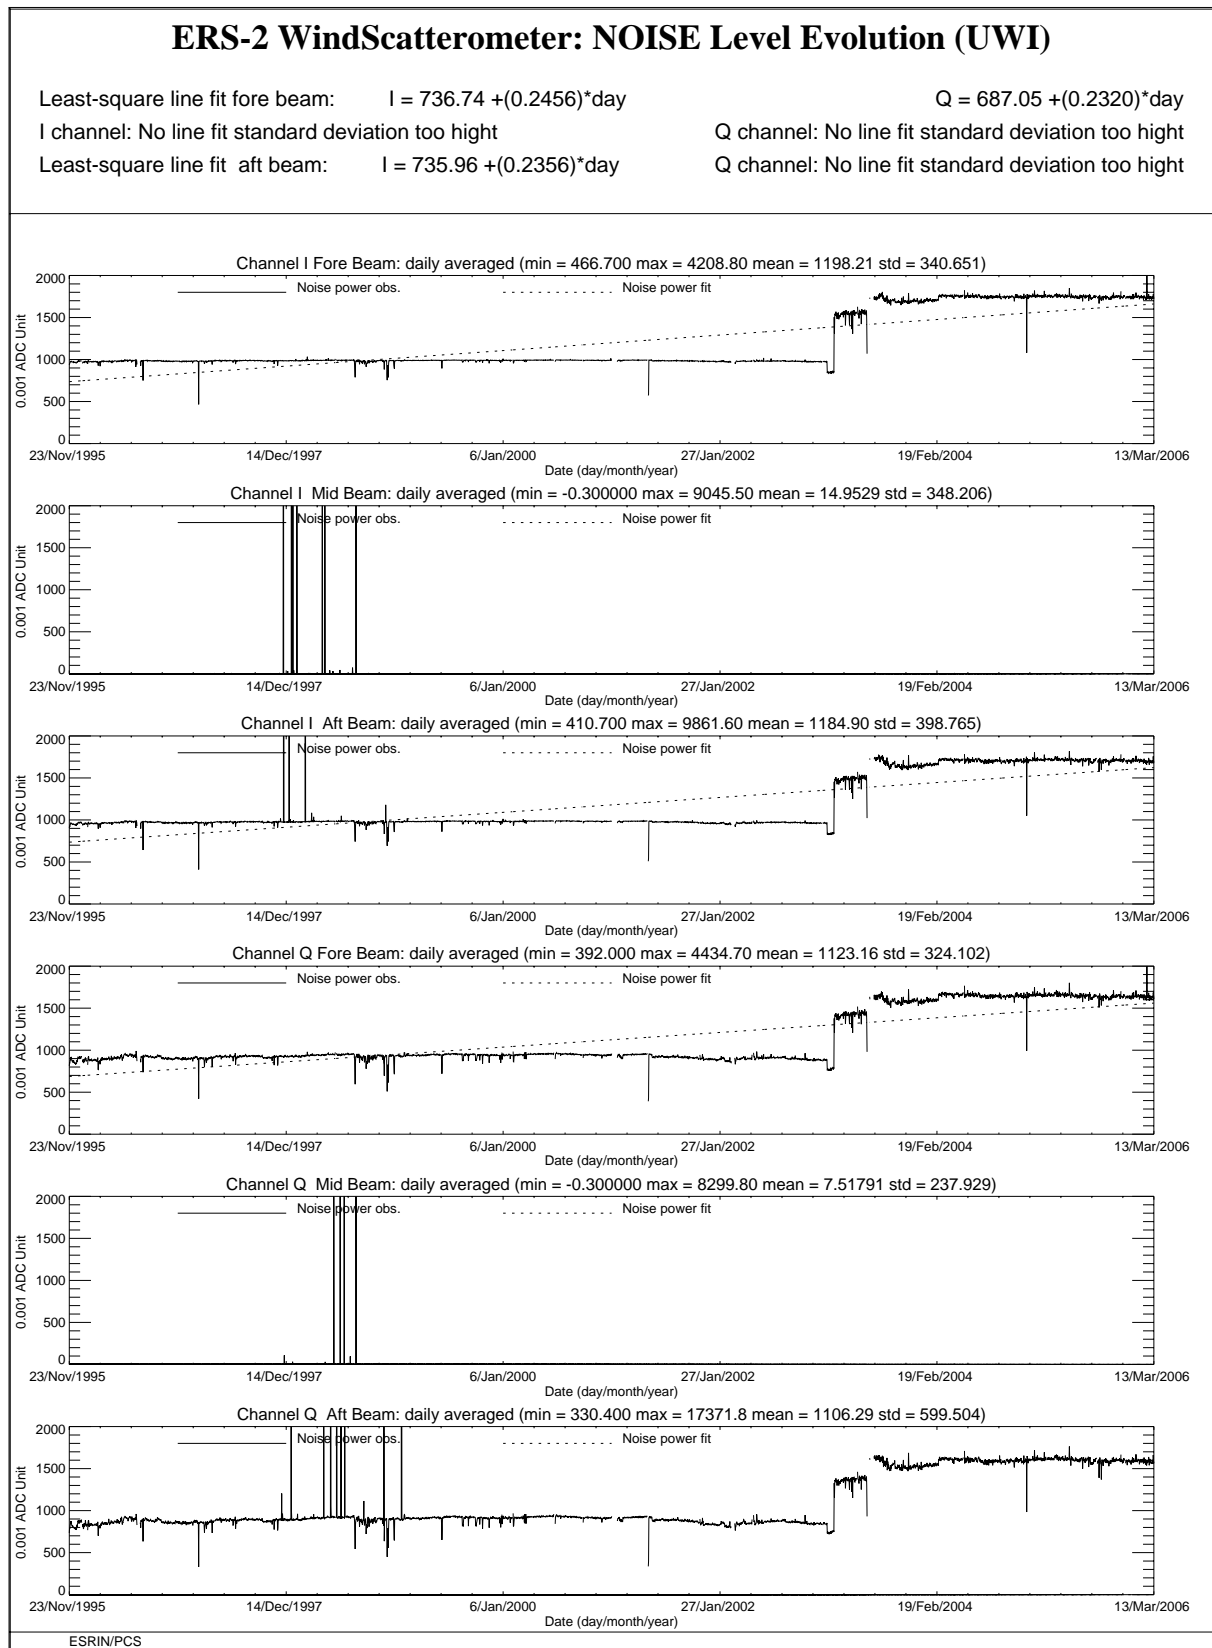 ERS-2 WindScatterometer: NOISE Level Evolution (UWI)
Least-square line fit fore beam: I = 736.74 +(0.2456)*day Q = 687.05 +(0.2320)*day
I channel: No line fit standard deviation too hight Q channel: No line fit standard deviation too hight
Least-square line fit aft beam: I = 735.96 +(0.2356)*day Q channel: No line fit standard deviation too hight
Channel I Fore Beam: daily averaged (min = 466.700 max = 4208.80 mean = 1198.21 std = 340.651)
Noise power obs. Noise power fit
2000
1500
1000
500
0
0.001 ADC Unit
23/Nov/1995 14/Dec/1997 6/Jan/2000 27/Jan/2002 19/Feb/2004 13/Mar/2006
Date (day/month/year)
Channel I Mid Beam: daily averaged (min = -0.300000 max = 9045.50 mean = 14.9529 std = 348.206)
Noise power obs. Noise power fit
2000
1500
1000
500
0
0.001 ADC Unit
23/Nov/1995 14/Dec/1997 6/Jan/2000 27/Jan/2002 19/Feb/2004 13/Mar/2006
Date (day/month/year)
Channel I Aft Beam: daily averaged (min = 410.700 max = 9861.60 mean = 1184.90 std = 398.765)
Noise power obs. Noise power fit
2000
1500
1000
500
0
0.001 ADC Unit
23/Nov/1995 14/Dec/1997 6/Jan/2000 27/Jan/2002 19/Feb/2004 13/Mar/2006
Date (day/month/year)
Channel Q Fore Beam: daily averaged (min = 392.000 max = 4434.70 mean = 1123.16 std = 324.102)
Noise power obs. Noise power fit
2000
1500
1000
500
0
0.001 ADC Unit
23/Nov/1995 14/Dec/1997 6/Jan/2000 27/Jan/2002 19/Feb/2004 13/Mar/2006
Date (day/month/year)
Channel Q Mid Beam: daily averaged (min = -0.300000 max = 8299.80 mean = 7.51791 std = 237.929)
Noise power obs. Noise power fit
2000
1500
1000
500
0
0.001 ADC Unit
23/Nov/1995 14/Dec/1997 6/Jan/2000 27/Jan/2002 19/Feb/2004 13/Mar/2006
Date (day/month/year)
Channel Q Aft Beam: daily averaged (min = 330.400 max = 17371.8 mean = 1106.29 std = 599.504)
Noise power obs. Noise power fit
2000
1500
1000
500
0
0.001 ADC Unit
23/Nov/1995 14/Dec/1997 6/Jan/2000 27/Jan/2002 19/Feb/2004 13/Mar/2006
Date (day/month/year)
ESRIN/PCS